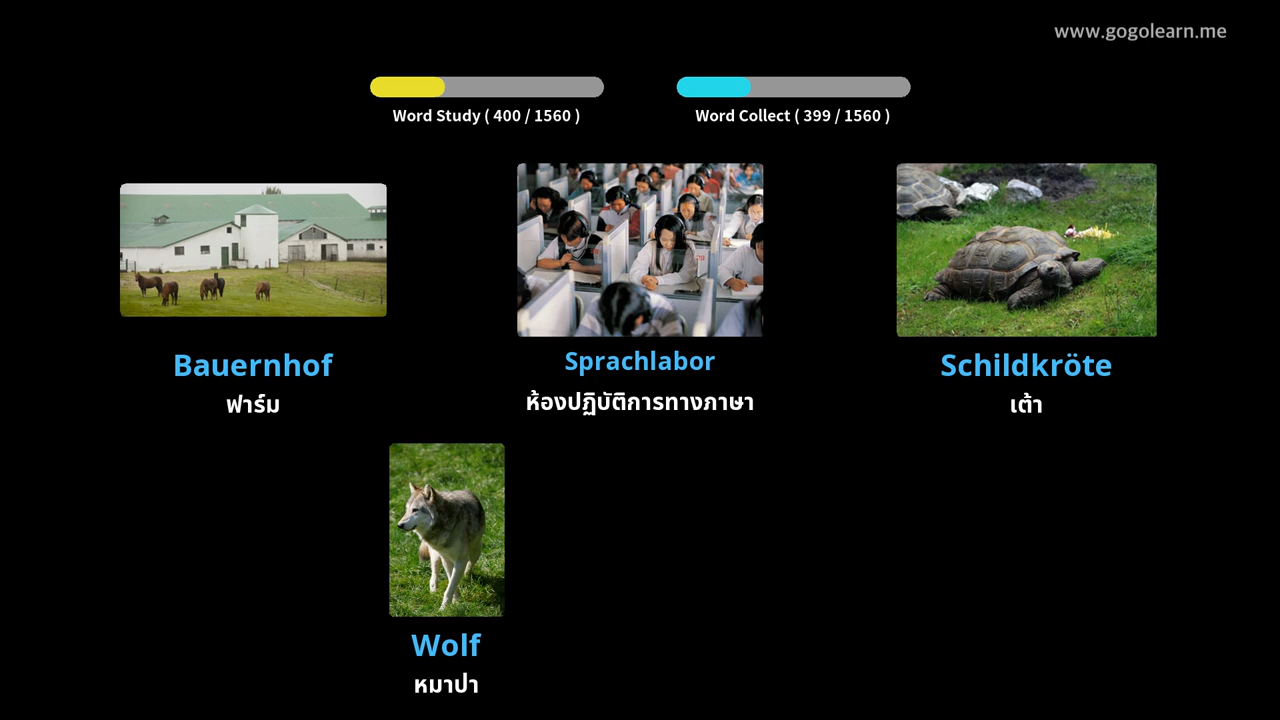 www.gogolearn.me
Word Study ( 400 / 1560 )
Word Collect ( 399 / 1560 )
Bauernhof
ฟาร์ม
Sprachlabor
ห้องปฏิบัติการทางภาษา
Schildkröte
เต้า
Wolf
หมาป่า